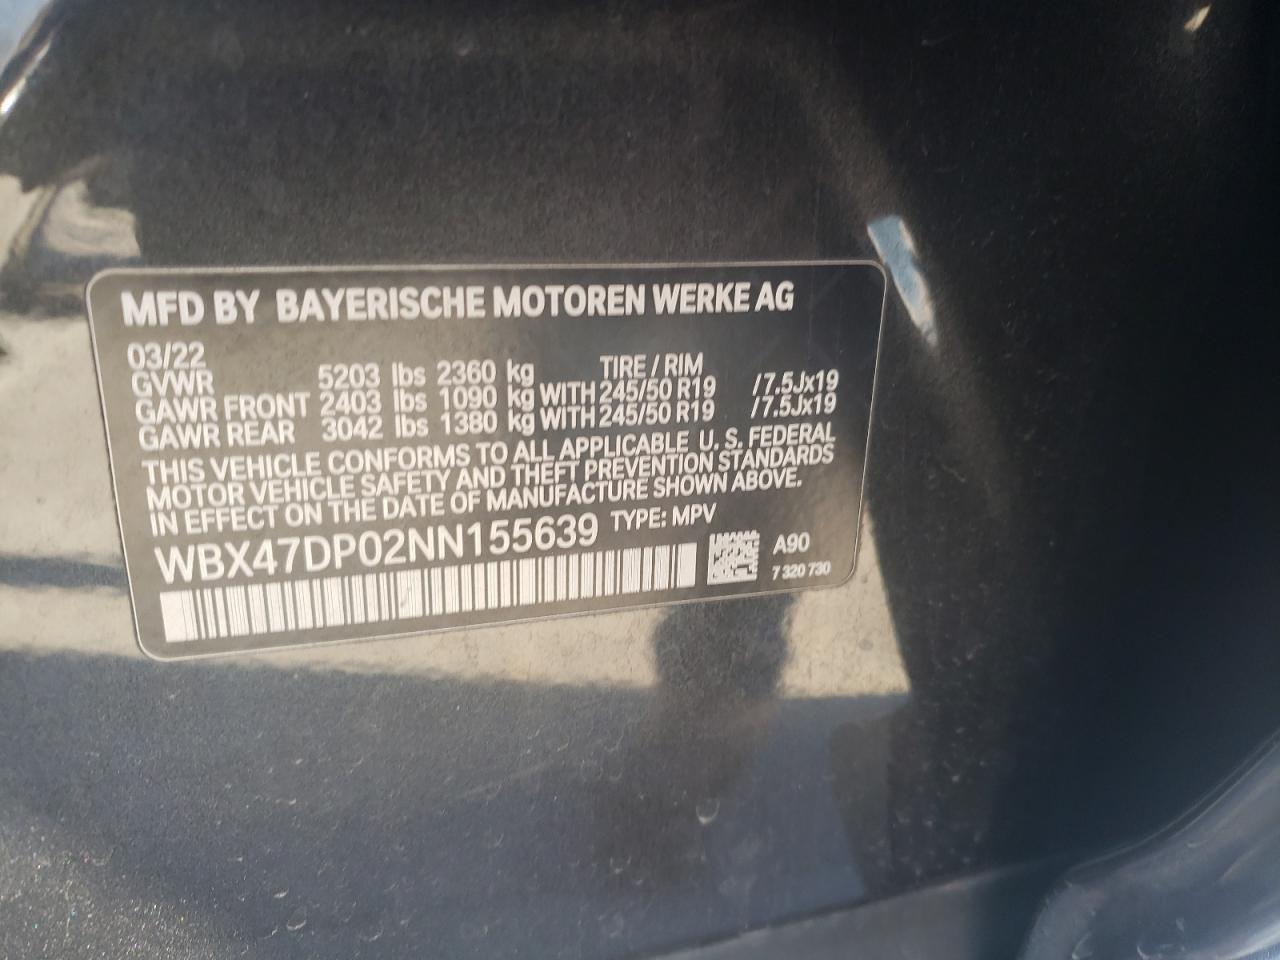 MFD BY BAYERISCHE MOTOREN WERKE AG
03/22 TIRE / RIM
GVWR 5203 lbs 2360 kg
GAWR FRONT 2403 lbs 1090 kg WITH 245/50 R19 /7.5Jx19
GAWR REAR 3042 lbs 1380 kg WITH 245/50 R19 /7.5Jx19
THIS VEHICLE CONFORMS TO ALL APPLICABLE U. S. FEDERAL
MOTOR VEHICLE SAFETY AND THEFT PREVENTION STANDARDS
IN EFFECT ON THE DATE OF MANUFACTURE SHOWN ABOVE.
WBX47DP02NN155639 TYPE: MPV
A90
7 320 730